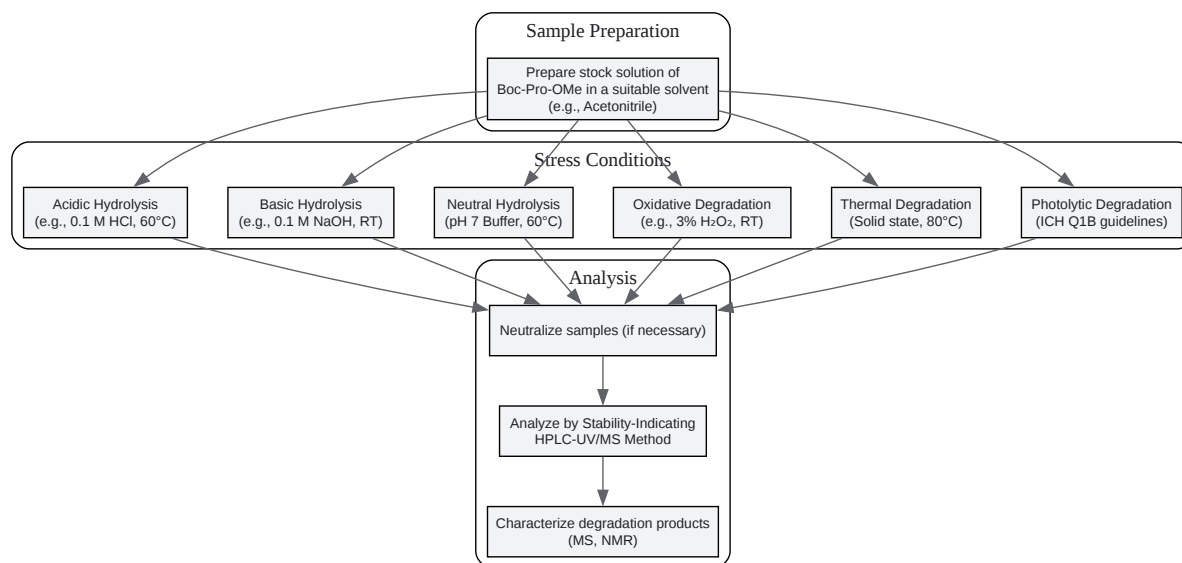 Sample Preparation
Prepare stock solution of
Boc-Pro-OMe in a suitable solvent
(e.g., Acetonitrile)
Stress Conditions
Acidic Hydrolysis
(e.g., 0.1 M HCl, 60°C)
Basic Hydrolysis
(e.g., 0.1 M NaOH, RT)
Neutral Hydrolysis
(pH 7 Buffer, 60°C)
Oxidative Degradation
(e.g., 3% H₂O₂, RT)
Thermal Degradation
(Solid state, 80°C)
Photolytic Degradation
(ICH Q1B guidelines)
Analysis
Neutralize samples (if necessary)
Analyze by Stability-Indicating
HPLC-UV/MS Method
Characterize degradation products
(MS, NMR)